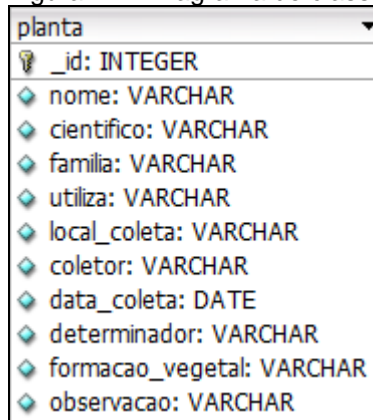 planta
_id: INTEGER
nome: VARCHAR
cientifico: VARCHAR
familia: VARCHAR
utiliza: VARCHAR
local_coleta: VARCHAR
coletor: VARCHAR
data_coleta: DATE
determinador: VARCHAR
formacao_vegetal: VARCHAR
observacao: VARCHAR